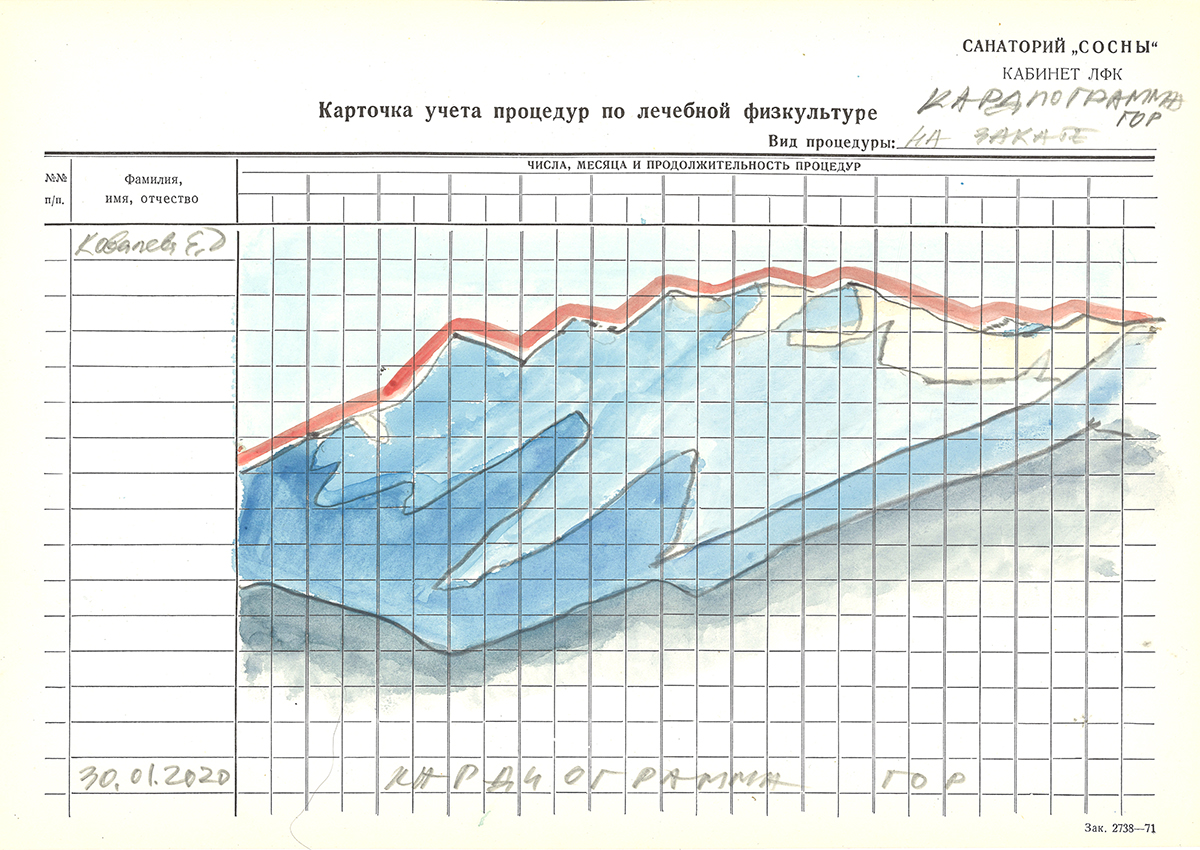 САНАТОРИЙ „СОСНЫ“
КАБИНЕТ ЛФК
Карточка учета процедур по лечебной физкультуре
КАРДИОГРАММА
ГОР
Вид процедуры: НА ЗАКАТЕ
№№ п/п.
Фамилия, имя, отчество
ЧИСЛА, МЕСЯЦА И ПРОДОЛЖИТЕЛЬНОСТЬ ПРОЦЕДУР
Ковалев Е,D
30.01.2020
КАРДИОГРАММА ГОР
Зак. 2738—71